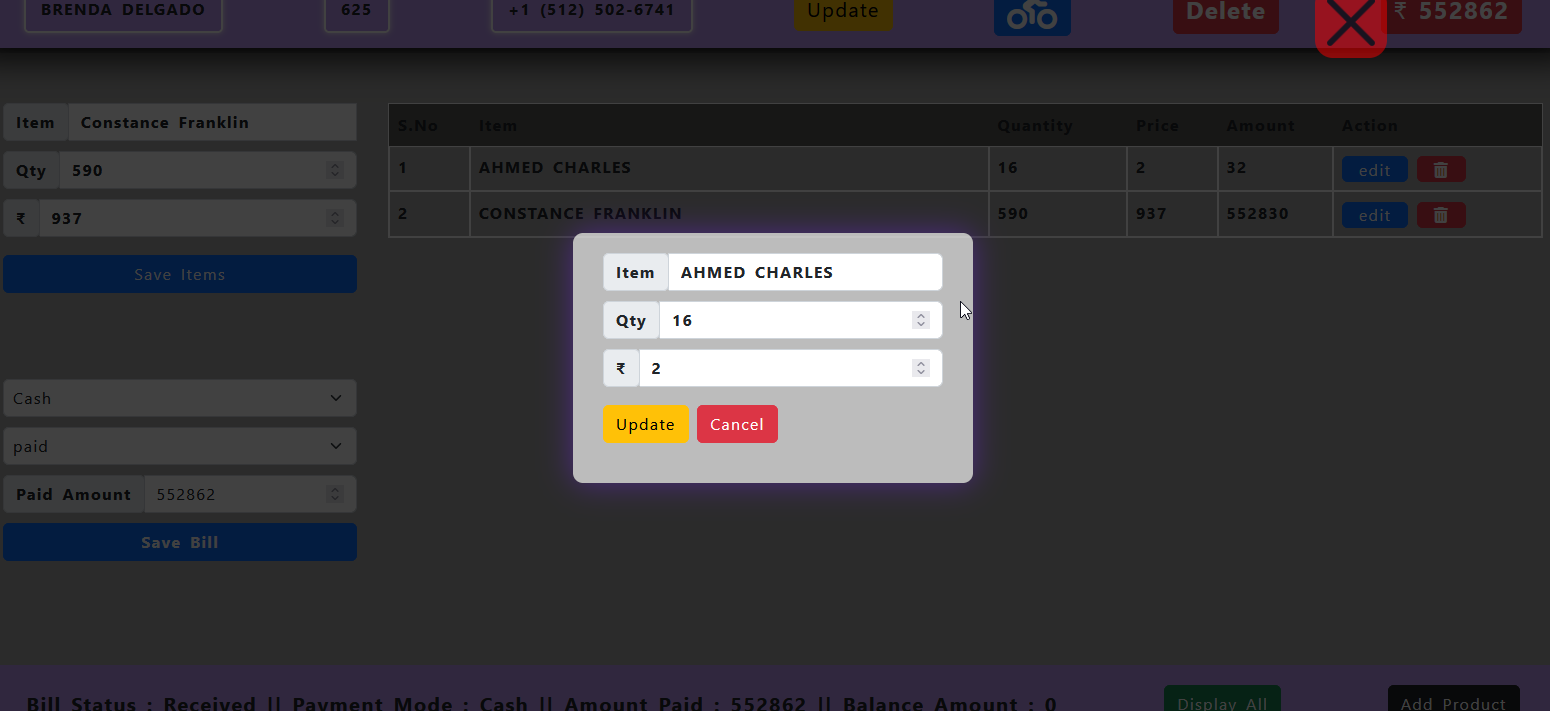 BRENDA DELGADO 625 +1 (512) 502-6741 Update Delete ₹ 552862
Item Constance Franklin
Qty 590
₹ 937
Save Items
Cash
paid
Paid Amount 552862
Save Bill
S.No Item Quantity Price Amount Action
1 AHMED CHARLES 16 2 32 edit
2 CONSTANCE FRANKLIN 590 937 552830 edit
Item AHMED CHARLES
Qty 16
₹ 2
Update Cancel
Bill Status : Received || Payment Mode : Cash || Amount Paid : 552862 || Balance Amount : 0 Display All Add Product